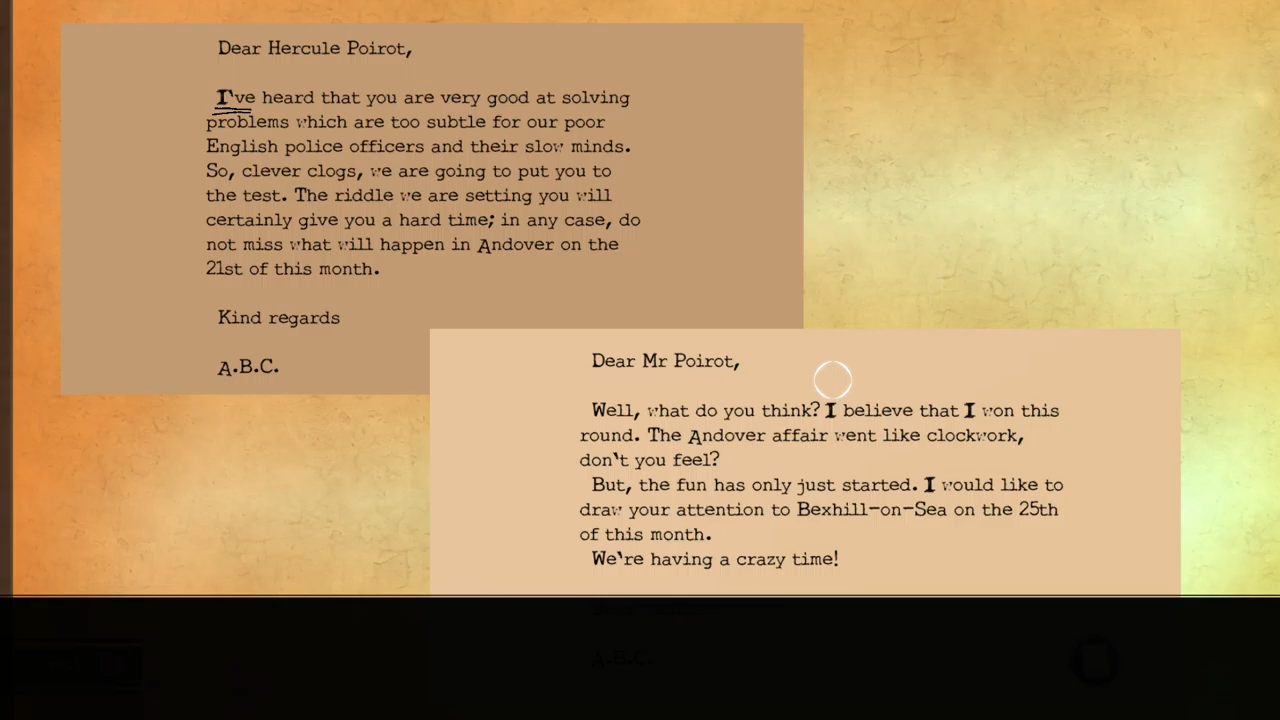 Dear Hercule Poirot,
I've heard that you are very good at solving
problems which are too subtle for our poor
English police officers and their slow minds.
So, clever clogs, we are going to put you to
the test. The riddle we are setting you will
certainly give you a hard time; in any case, do
not miss what will happen in Andover on the
21st of this month.
Kind regards
A.B.C.
Dear Mr Poirot,
Well, what do you think? I believe that I won this
round. The Andover affair went like clockwork,
don't you feel?
But, the fun has only just started. I would like to
draw your attention to Bexhill-on-Sea on the 25th
of this month.
We're having a crazy time!
A.B.C.